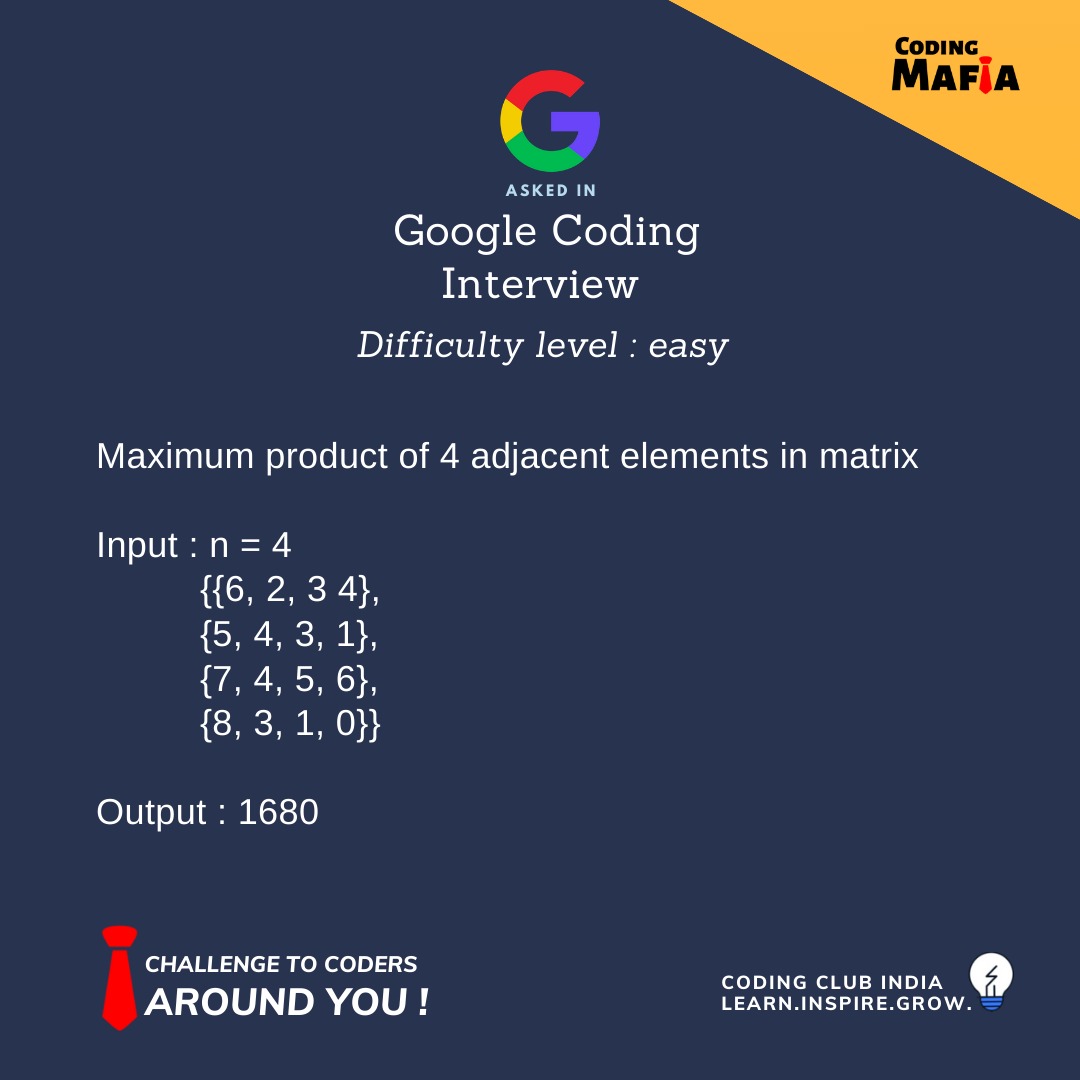 CODING
MAFIA
ASKED IN
Google Coding
Interview
Difficulty level : easy
Maximum product of 4 adjacent elements in matrix
Input : n = 4
{{6, 2, 3 4},
{5, 4, 3, 1},
{7, 4, 5, 6},
{8, 3, 1, 0}}
Output : 1680
CHALLENGE TO CODERS
AROUND YOU !
CODING CLUB INDIA
LEARN.INSPIRE.GROW.